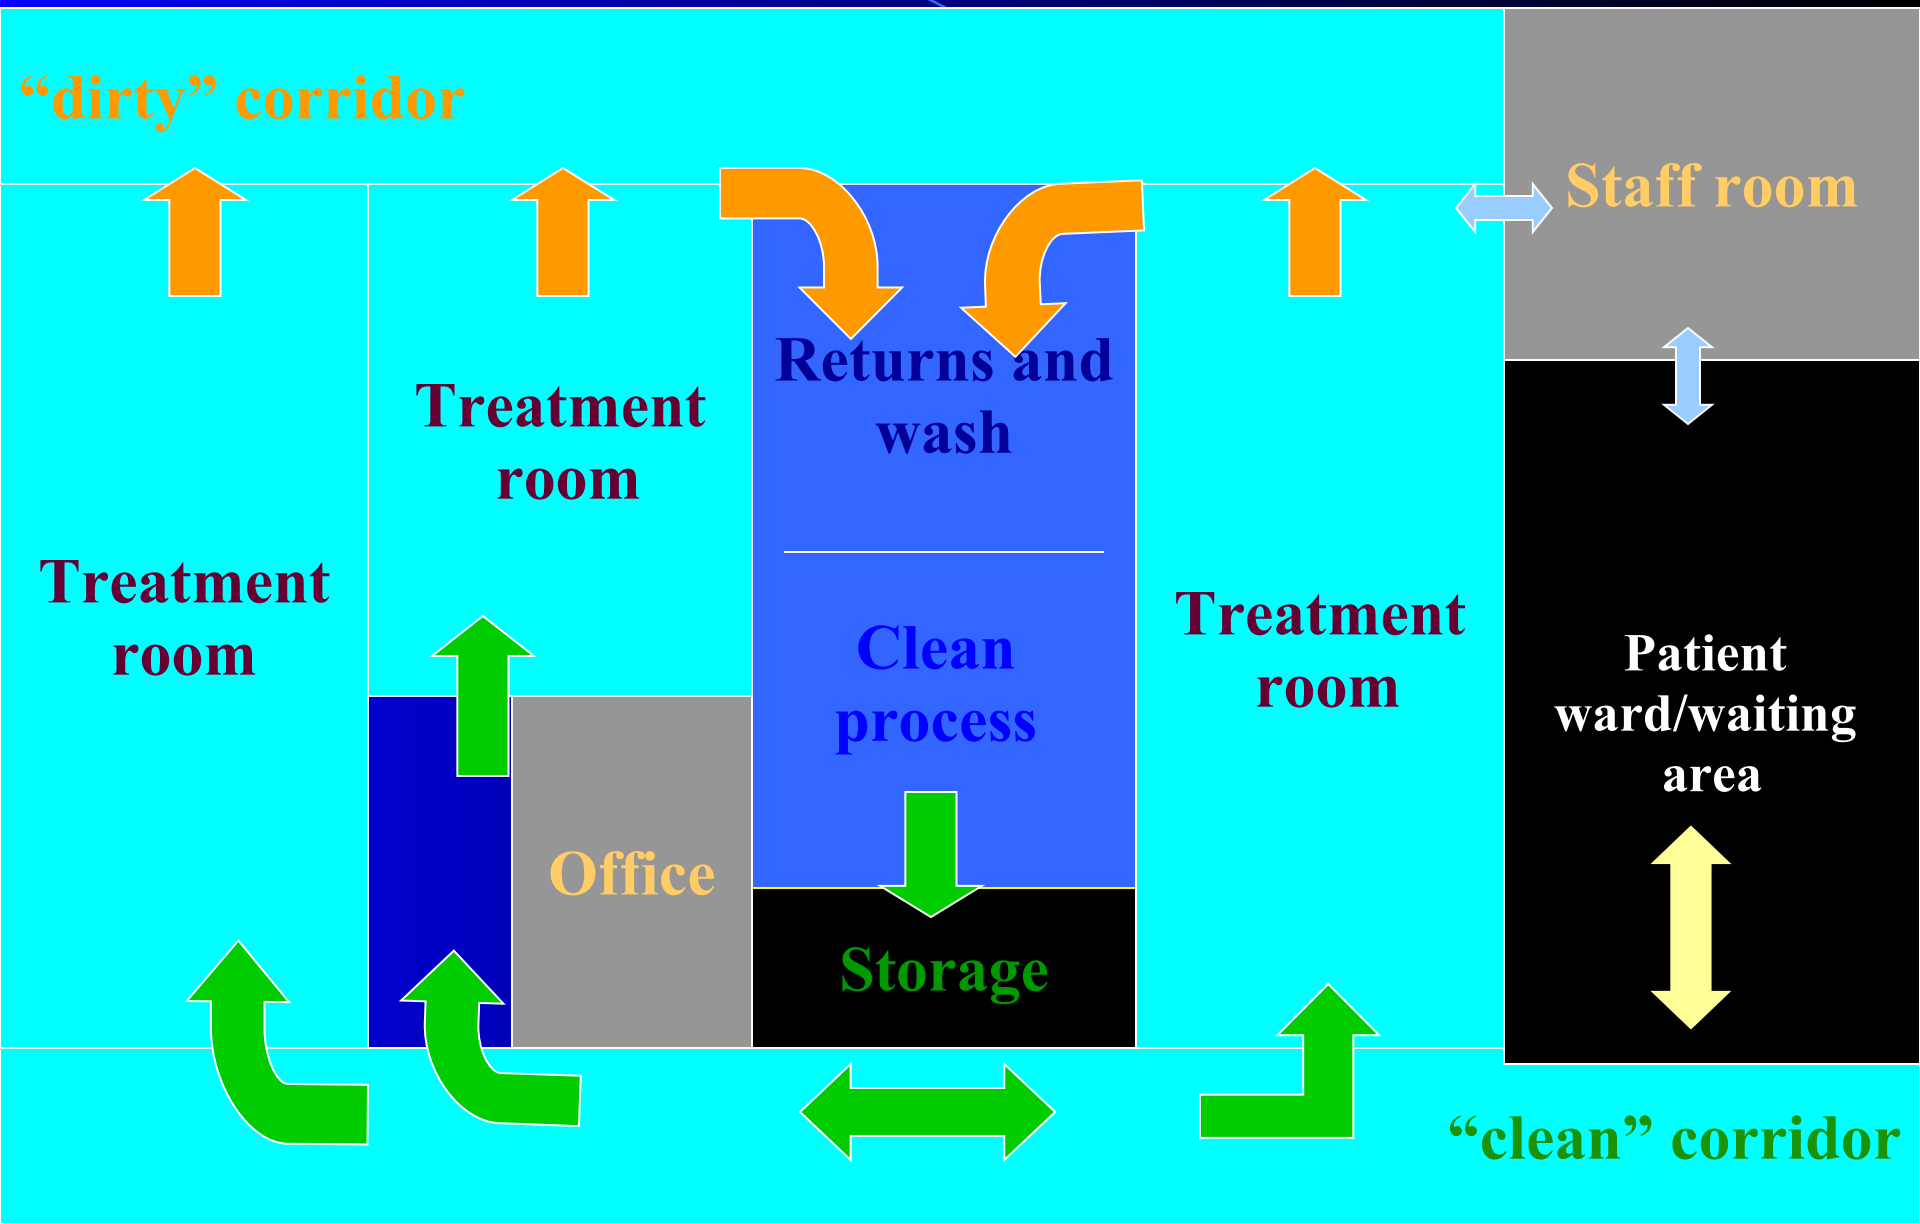 “dirty” corridor
Staff room
Returns and
wash
Treatment
room
Treatment
room
Treatment
room
Clean
process
Patient
ward/waiting
area
Office
Storage
“clean” corridor